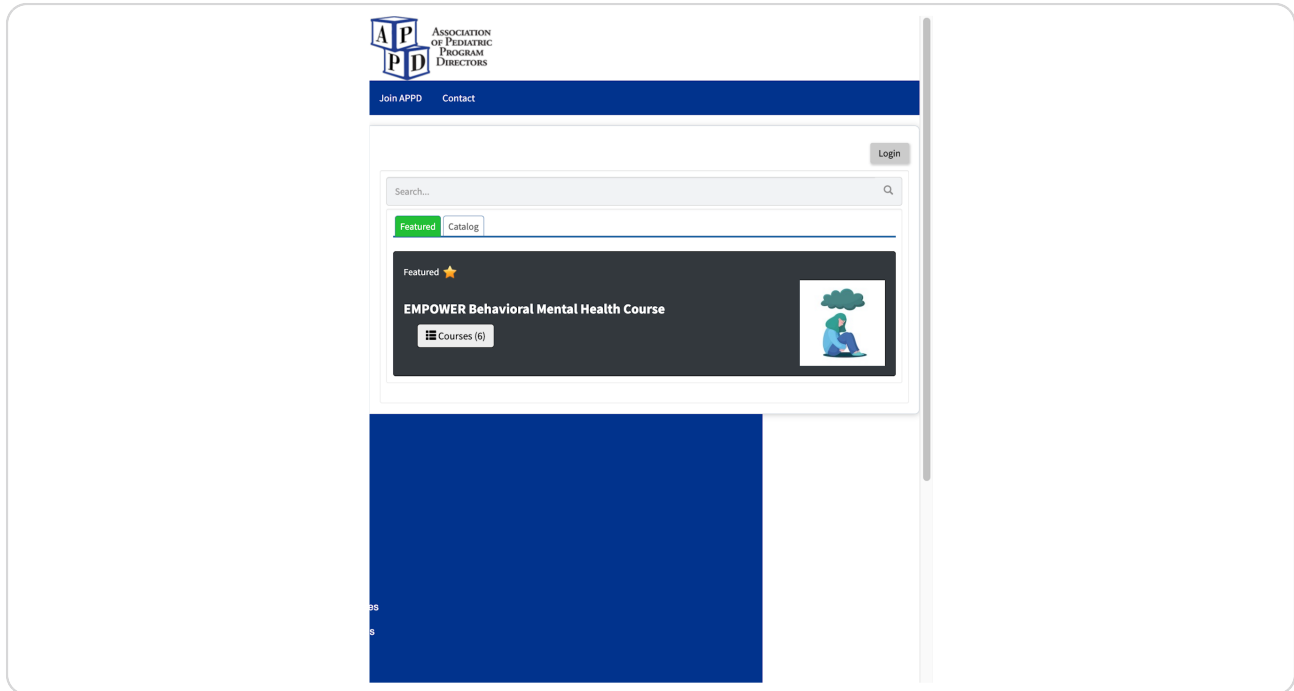 A P
P D
Association
of Pediatric
Program
Directors
Join APPD Contact
Login
Search...
Featured Catalog
Featured
EMPOWER Behavioral Mental Health Course
Courses (6)
es
s